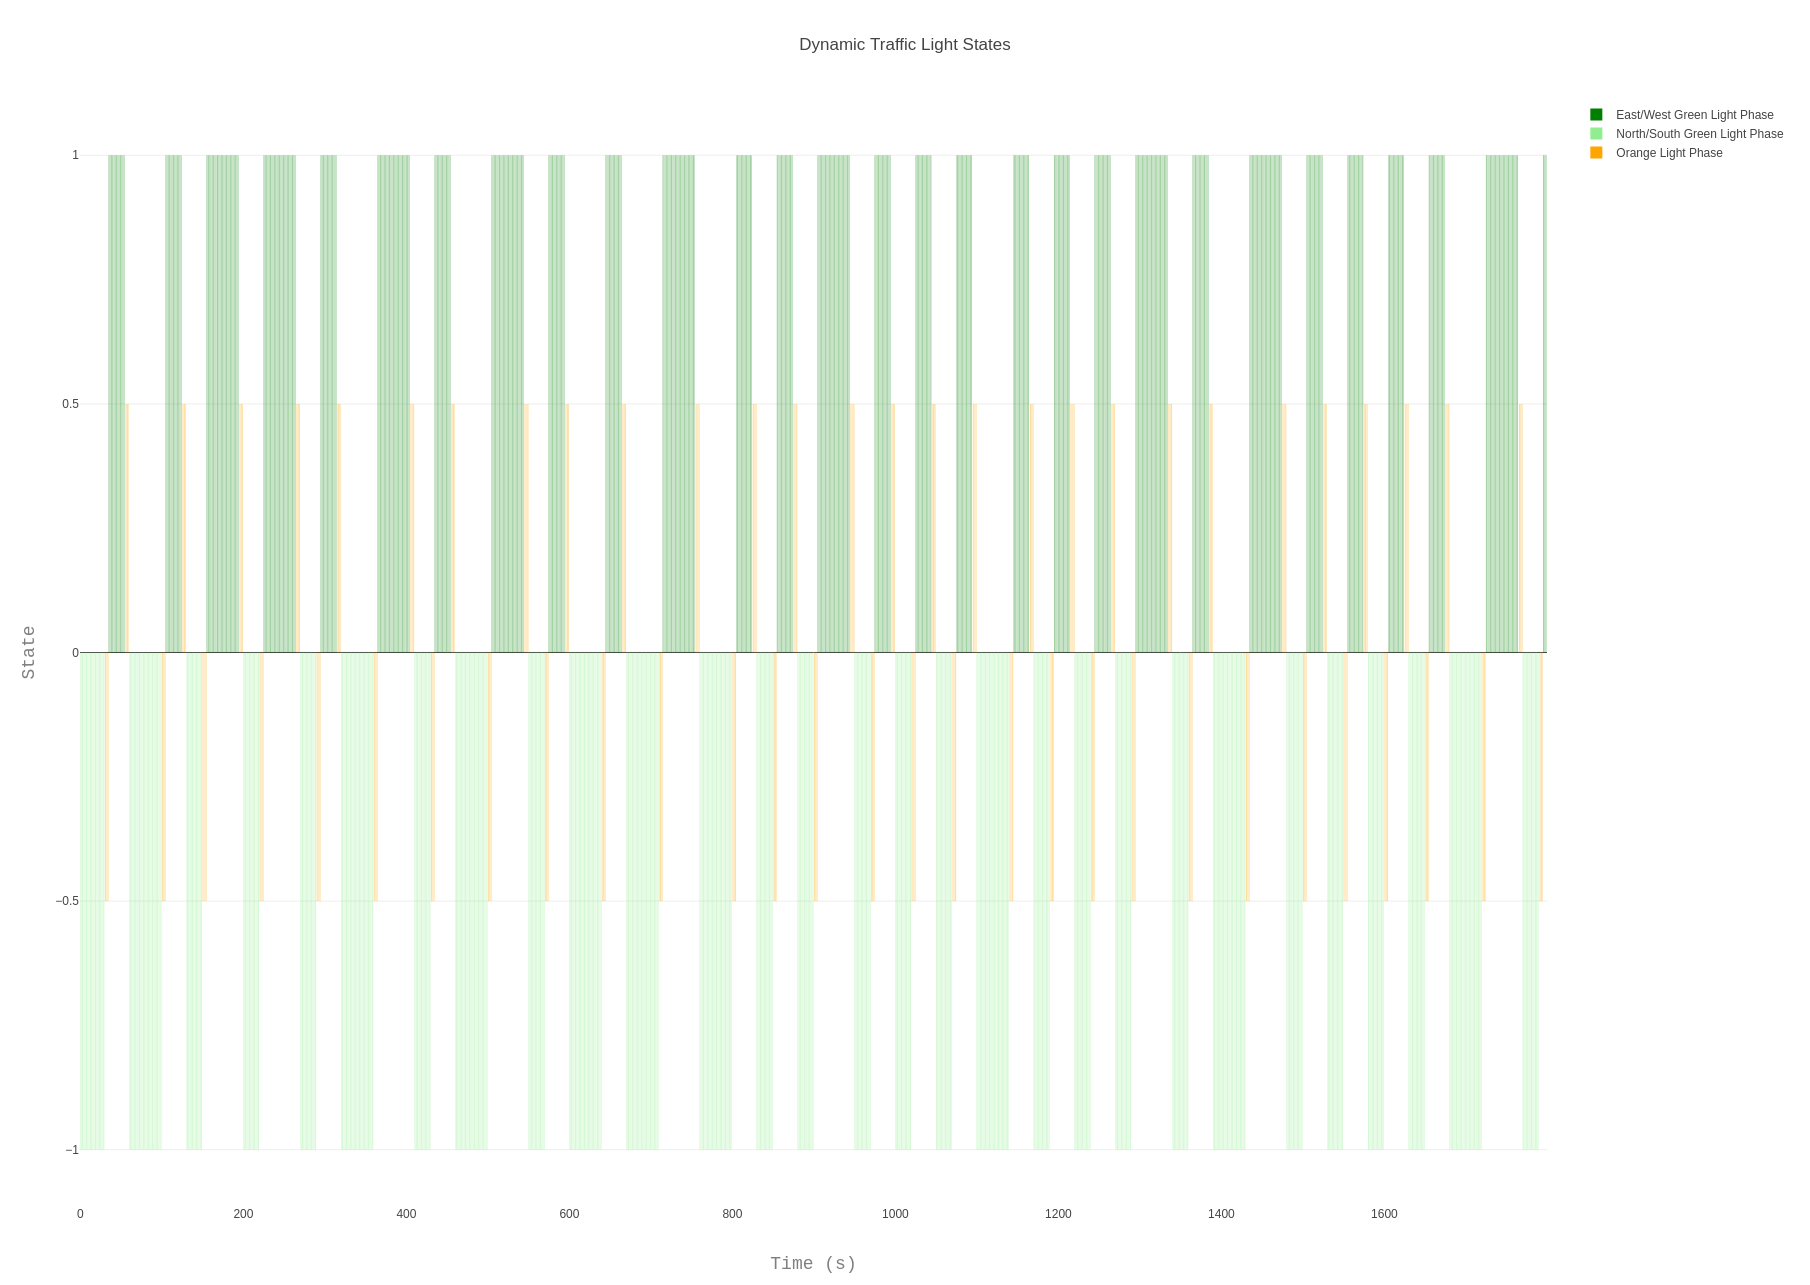 Dynamic Traffic Light States
East/West Green Light Phase
North/South Green Light Phase
Orange Light Phase
1
0.5
0
−0.5
−1
State
0 200 400 600 800 1000 1200 1400 1600
Time (s)